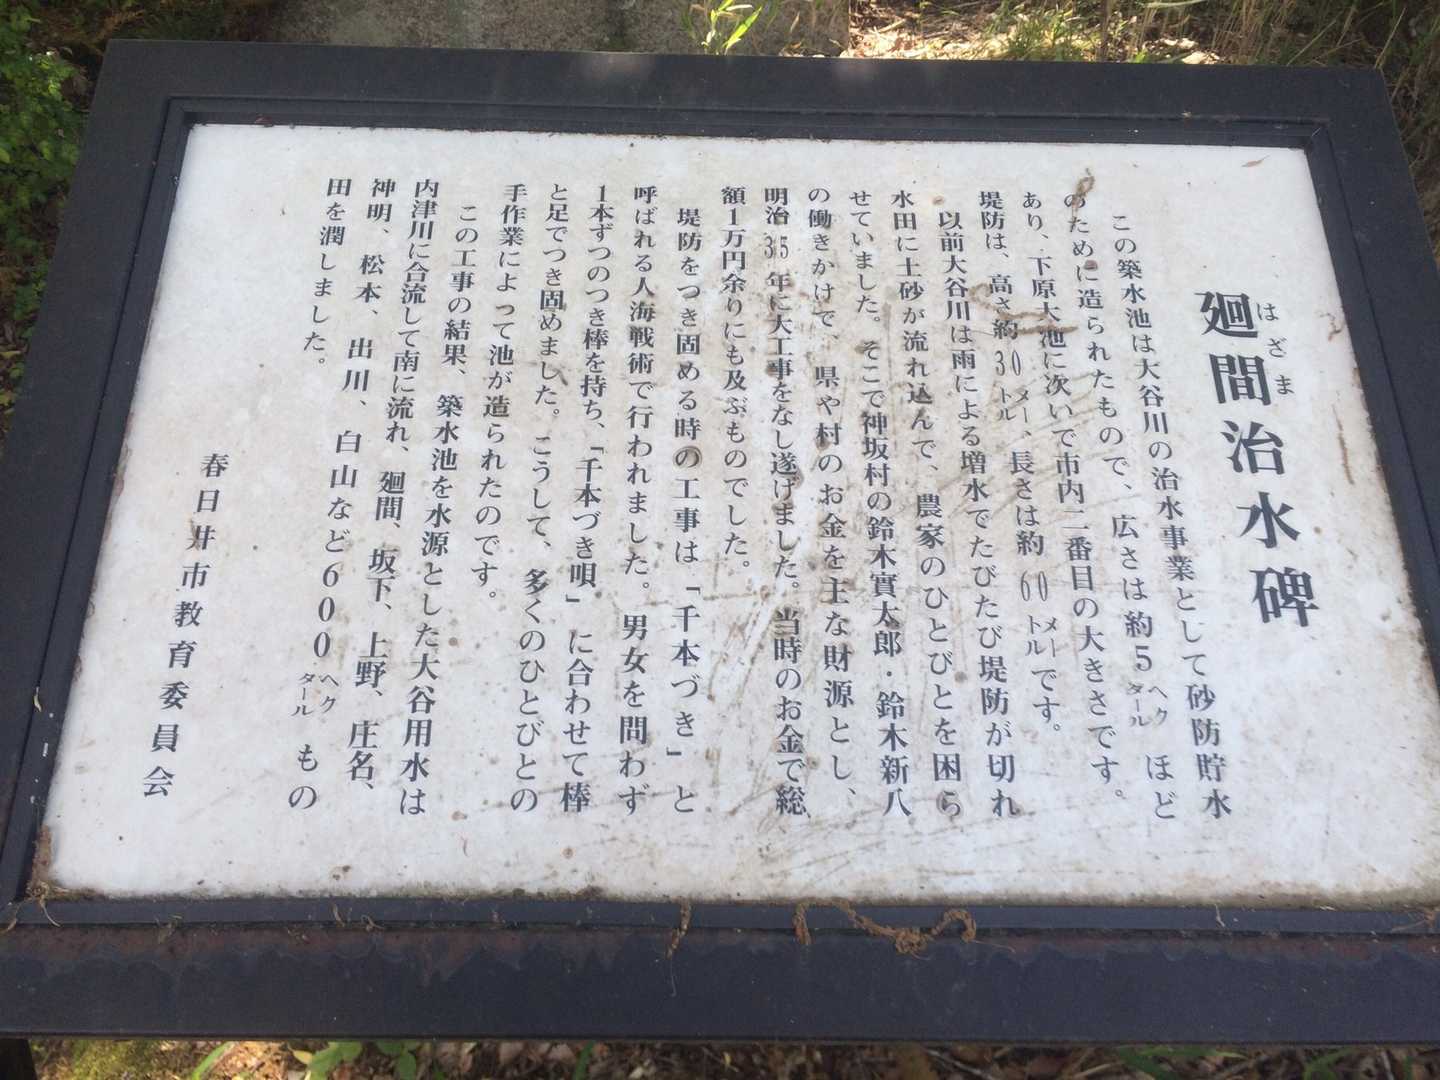 廻間治水碑
はざま
この築水池は大谷川の治水事業として砂防貯水
のために造られたもので、広さは約5ヘクタールほど
あり、下原大池に次いで市内二番目の大きさです。
堤防は、高さ約30メートル、長さは約60メートルです。
以前大谷川は雨による増水でたびたび堤防が切れ
水田に土砂が流れ込んで、農家のひとびとを困ら
せていました。そこで神坂村の鈴木實太郎・鈴木新八
の働きかけで、県や村のお金を主な財源とし、
明治35年に大工事をなし遂げました。当時のお金で総
額1万円余りにも及ぶものでした。
堤防をつき固める時の工事は「千本づき」と
呼ばれる人海戦術で行われました。男女を問わず
1本ずつのつき棒を持ち、「千本づき唄」に合わせて棒
と足でつき固めました。こうして、多くのひとびとの
手作業によって池が造られたのです。
この工事の結果、築水池を水源とした大谷用水は
内津川に合流して南に流れ、廻間、坂下、上野、庄名、
神明、松本、出川、白山など600ヘクタールもの
田を潤しました。
春日井市教育委員会